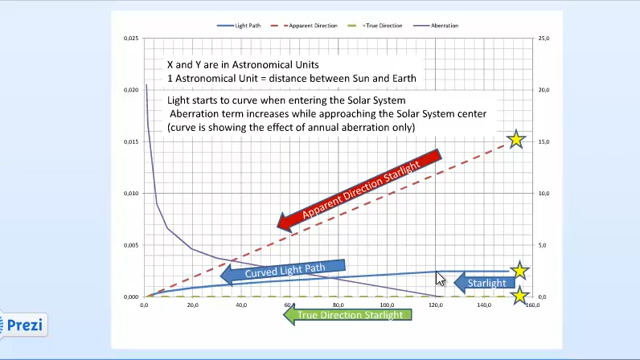 Light Path Apparent Direction True Direction Aberration
0,025 25,0
X and Y are in Astronomical Units
1 Astronomical Unit = distance between Sun and Earth
0,020 20,0
Light starts to curve when entering the Solar System
Aberration term increases while approaching the Solar System center
(curve is showing the effect of annual aberration only)
0,015 15,0
Apparent Direction Starlight
0,010 10,0
0,005 5,0
Curved Light Path
Starlight
0,000 0,0
0,0 20,0 40,0 60,0 80,0 100,0 120,0 140,0 160,0
True Direction Starlight
Prezi